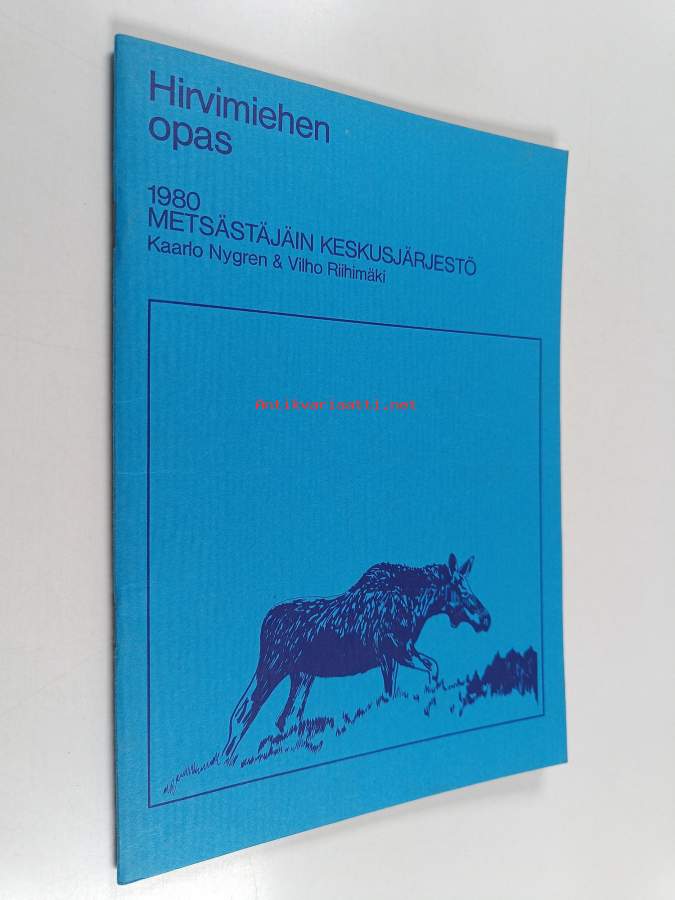 Hirvimiehen
opas
1980
METSÄSTÄJÄIN KESKUSJÄRJESTÖ
Kaarlo Nygren & Vilho Riihimäki
Antikvariaatti.net